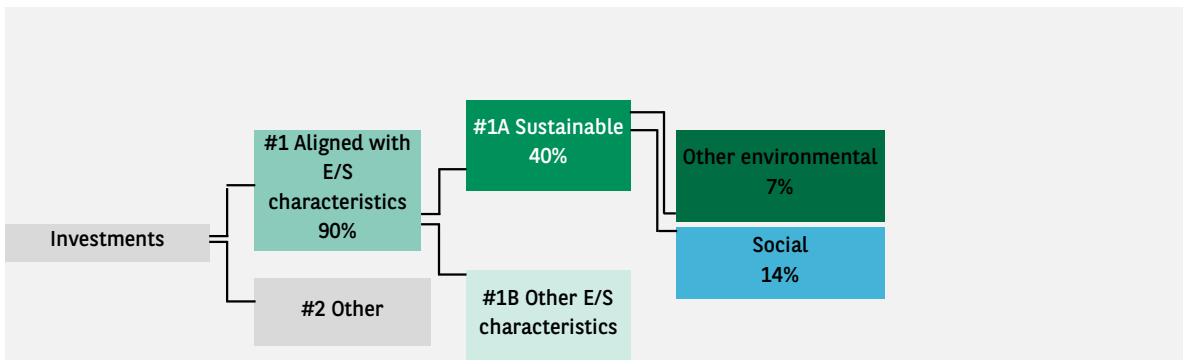 #1A Sustainable
40%
#1 Aligned with
E/S
characteristics
90%
Other environmental
7%
Investments
Social
14%
#2 Other
#1B Other E/S
characteristics